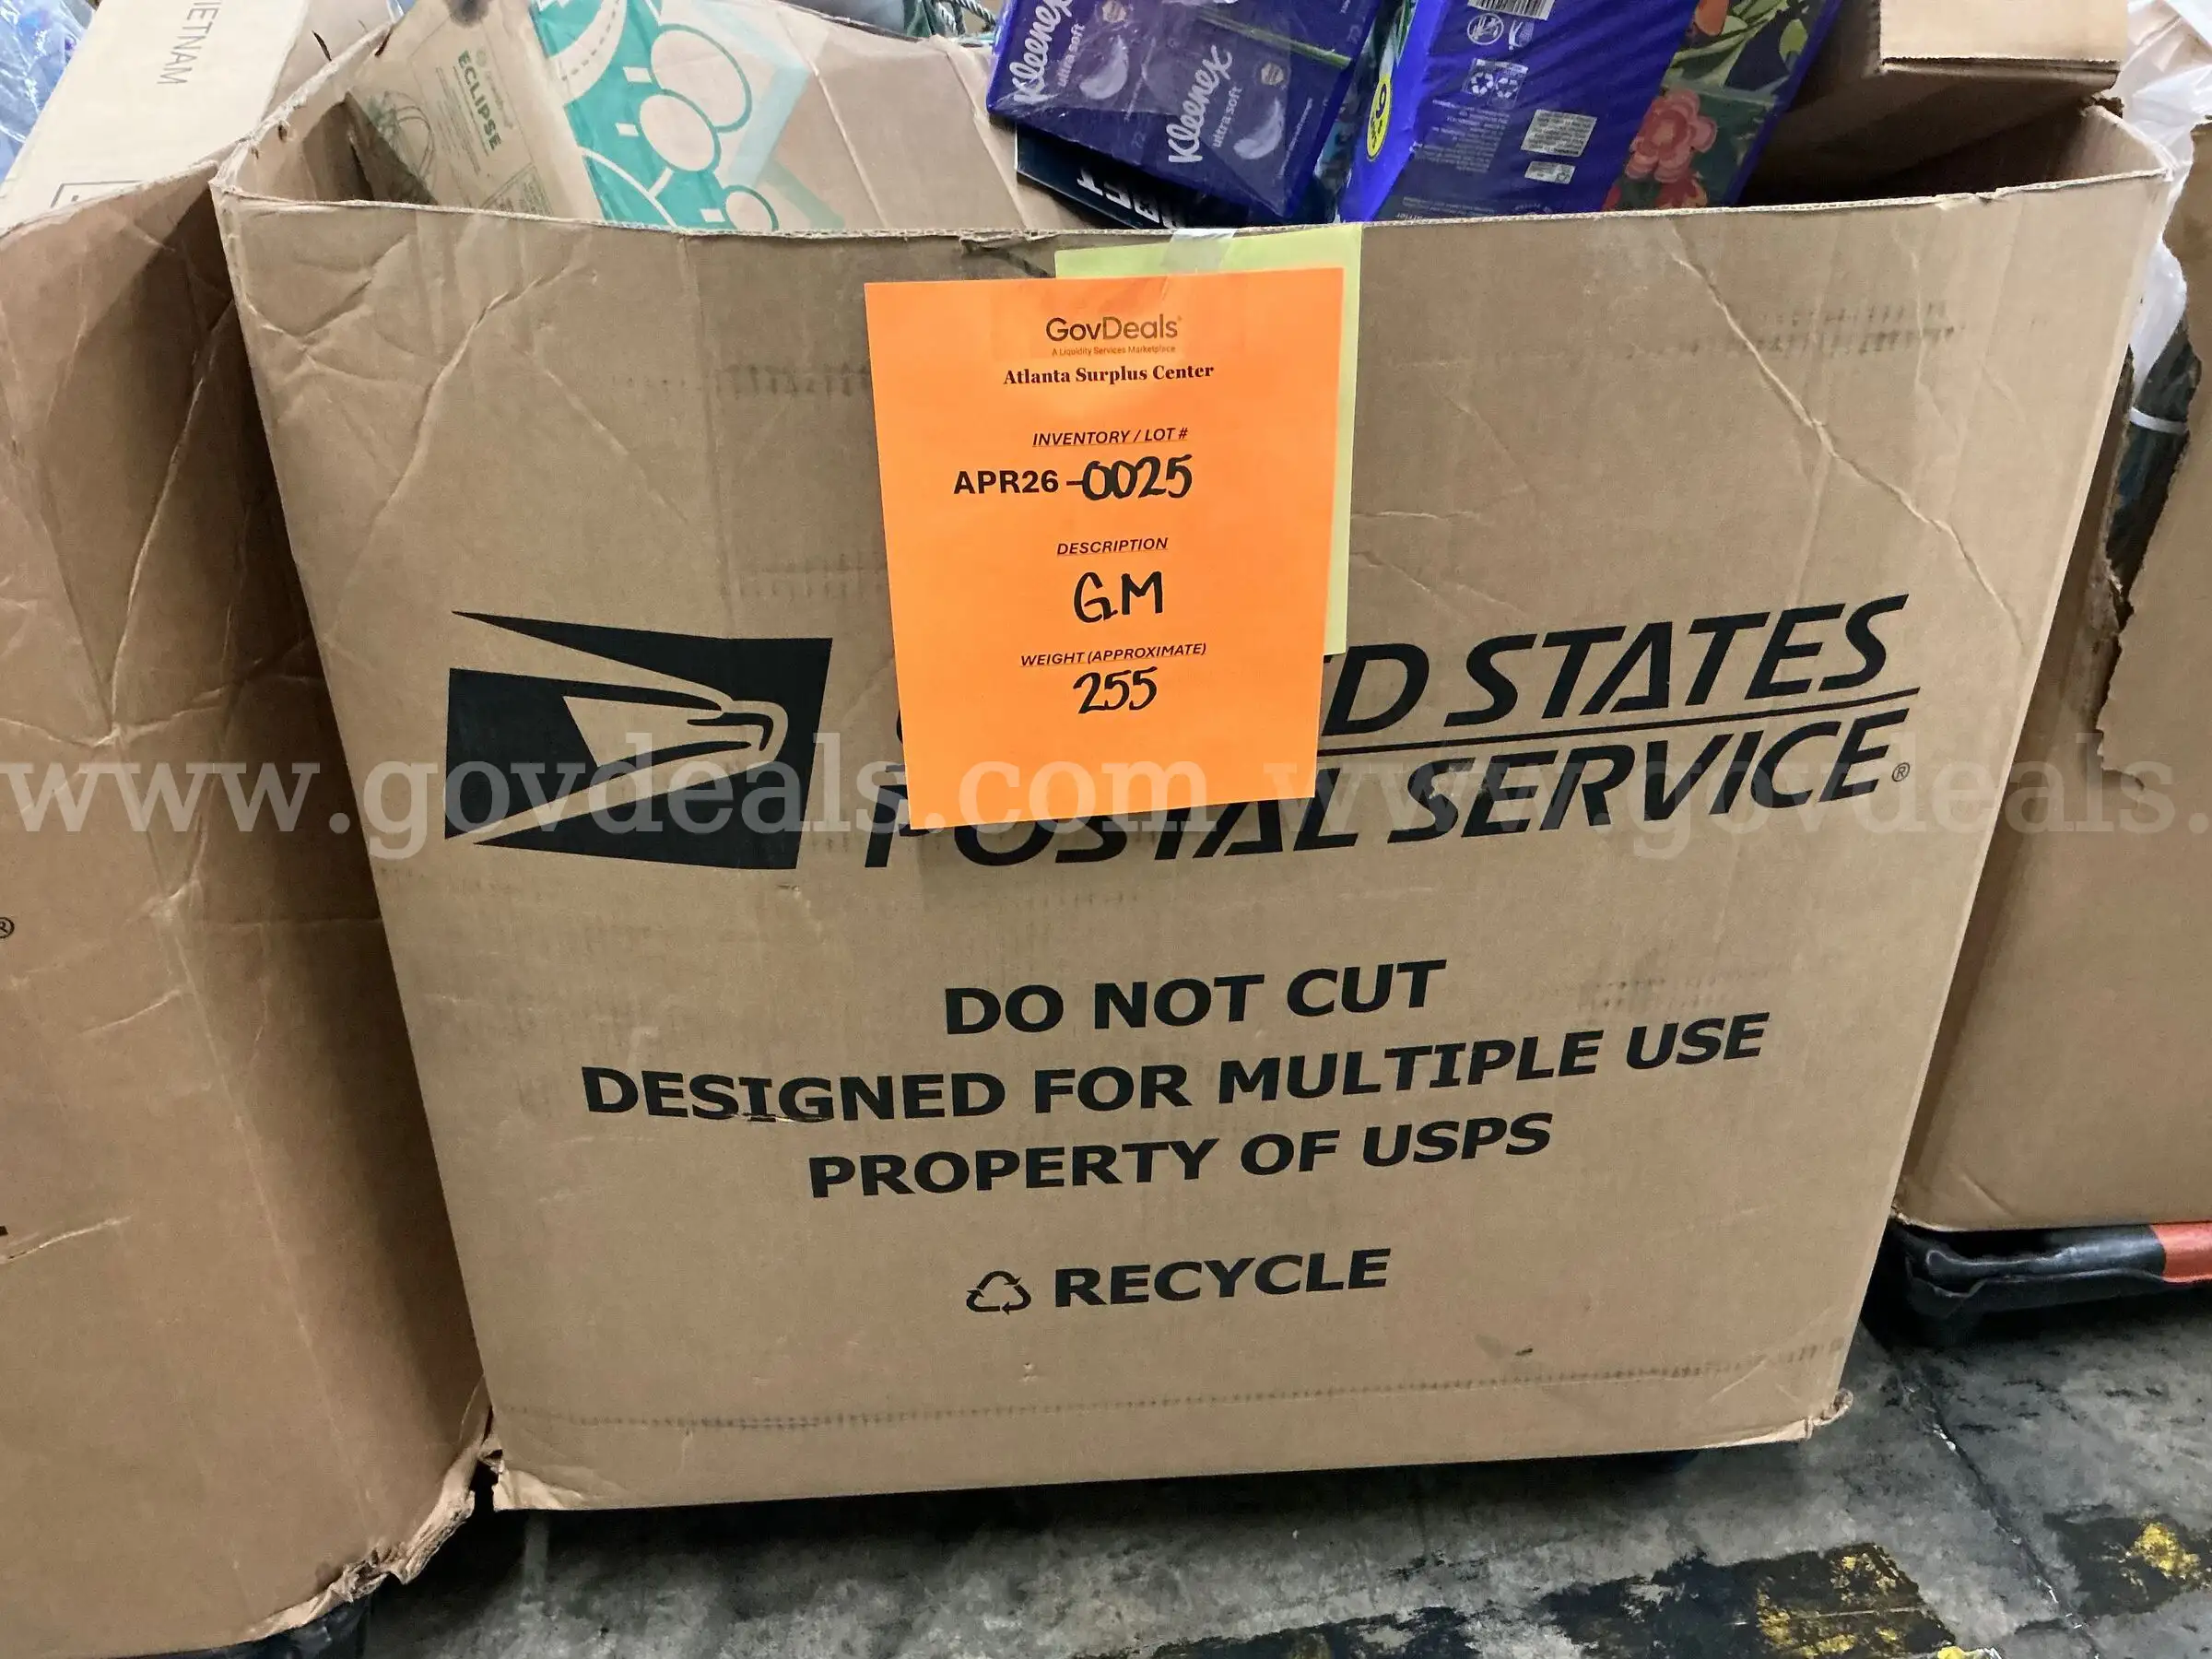 VIETNAM
ECLIPSE
Kleenex
ultra soft
Kleenex
ultra soft
72
GovDeals
A Liquidity Services Marketplace
Atlanta Surplus Center
INVENTORY / LOT #
APR26-0025
DESCRIPTION
GM
WEIGHT (APPROXIMATE)
255
D STATES
POSTAL SERVICE®
www.govdeals.com www.govdeals.
DO NOT CUT
DESIGNED FOR MULTIPLE USE
PROPERTY OF USPS
RECYCLE
®